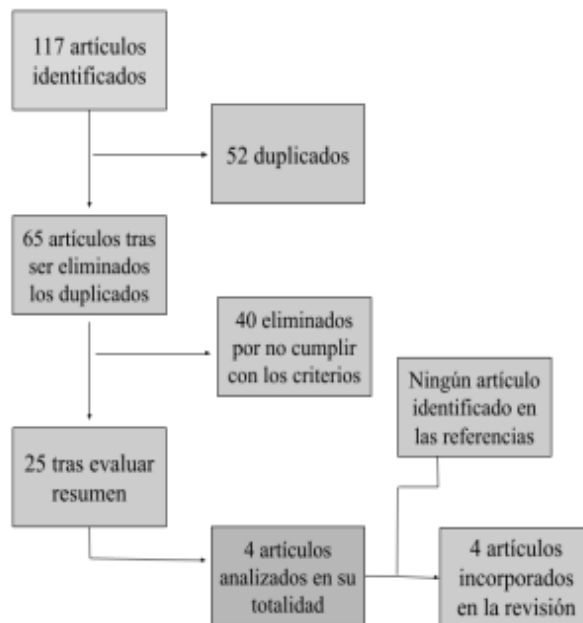 117 artículos
identificados
52 duplicados
65 artículos tras
ser eliminados
los duplicados
40 eliminados
por no cumplir
con los criterios
Ningún artículo
identificado en
las referencias
25 tras evaluar
resumen
4 artículos
analizados en su
totalidad
4 artículos
incorporados
en la revisión